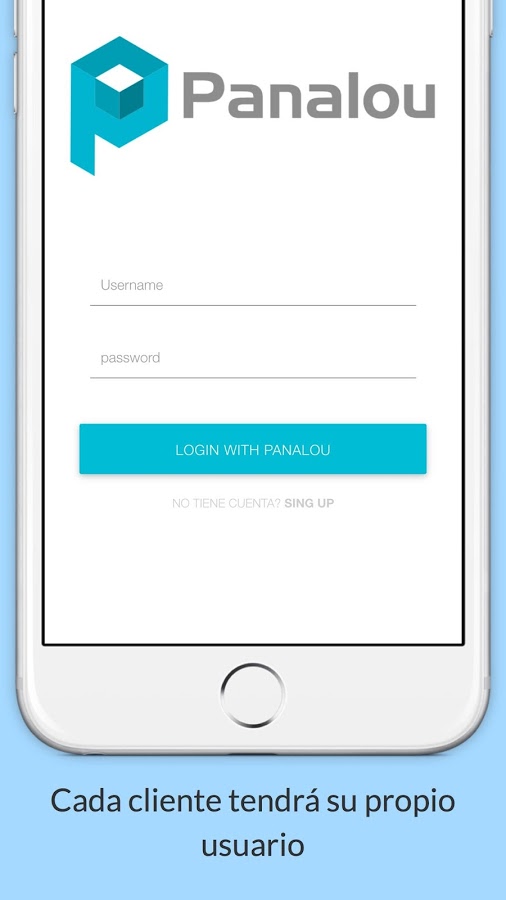 Panalou
Username
password
LOGIN WITH PANALOU
NO TIENE CUENTA? SING UP
Cada cliente tendrá su propio
usuario